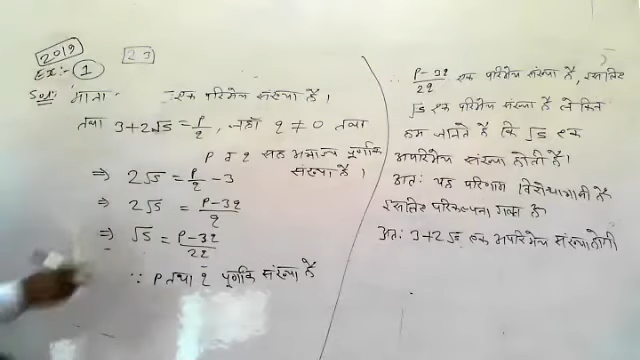 2019
23
Ex:- 1
Sol: माना एक परिमेय संख्या है।
तथा 3+2√5 = p/q, जहाँ q ≠ 0 तथा
p व q सह अभाज्य पूर्णांक
संख्या है।
⇒ 2√5 = p/q - 3
⇒ 2√5 = p-3q/q
⇒ √5 = p-3q/2q
∵ p तथा q पूर्णांक संख्या है
∴ p-3q/2q एक परिमेय संख्या है, इसलिए
√5 एक परिमेय संख्या है लेकिन
हम जानते है कि √5 एक
अपरिमेय संख्या होती है।
अतः यह परिणाम विरोधाभासी है
इसलिए परिकल्पना गलत है
अतः 3+2√5 एक अपरिमेय संख्या होगी